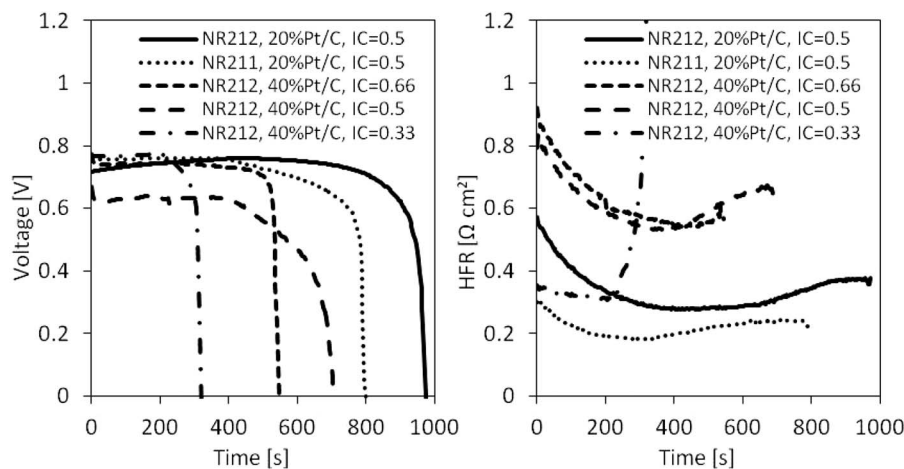 1.2
1
0.8
0.6
0.4
0.2
0
Voltage [V]
NR212, 20%Pt/C, IC=0.5
NR211, 20%Pt/C, IC=0.5
NR212, 40%Pt/C, IC=0.66
NR212, 40%Pt/C, IC=0.5
NR212, 40%Pt/C, IC=0.33
0 200 400 600 800 1000
Time [s]
1.2
1
0.8
0.6
0.4
0.2
0
HFR [Ω cm²]
NR212, 20%Pt/C, IC=0.5
NR211, 20%Pt/C, IC=0.5
NR212, 40%Pt/C, IC=0.66
NR212, 40%Pt/C, IC=0.5
NR212, 40%Pt/C, IC=0.33
0 200 400 600 800 1000
Time [s]